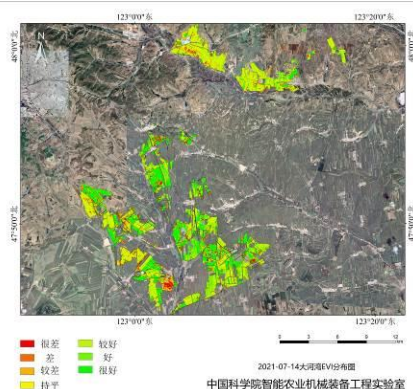 123°0'0"东 123°20'0"东
N
48°0'0"北 48°0'0"北
47°50'0"北 47°50'0"北
123°0'0"东 123°20'0"东
很差 较好
差 好
较差 很好
持平
2021-07-14大河湾EVI分布图
中国科学院智能农业机械装备工程实验室